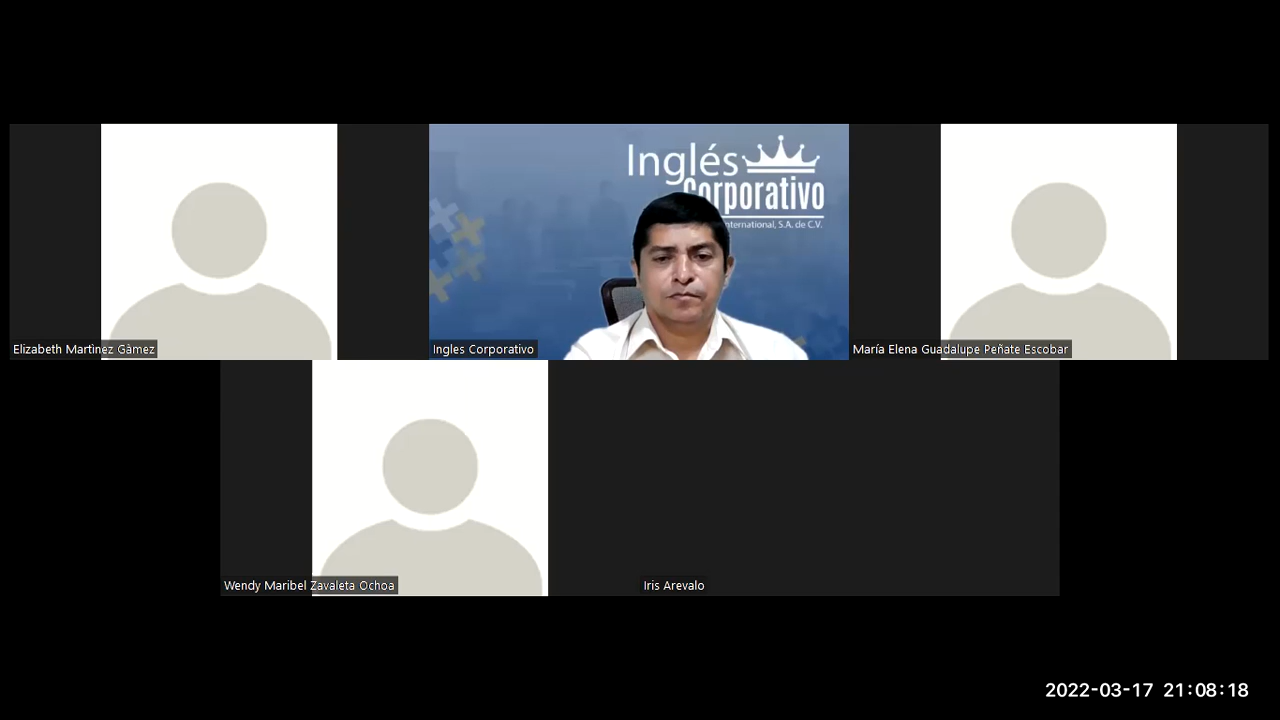 Inglés
Corporativo
International, S.A. de C.V.
Elizabeth Martìnez Gàmez
Ingles Corporativo
María Elena Guadalupe Peñate Escobar
Wendy Maribel Zavaleta Ochoa
Iris Arevalo
2022-03-17 21:08:18